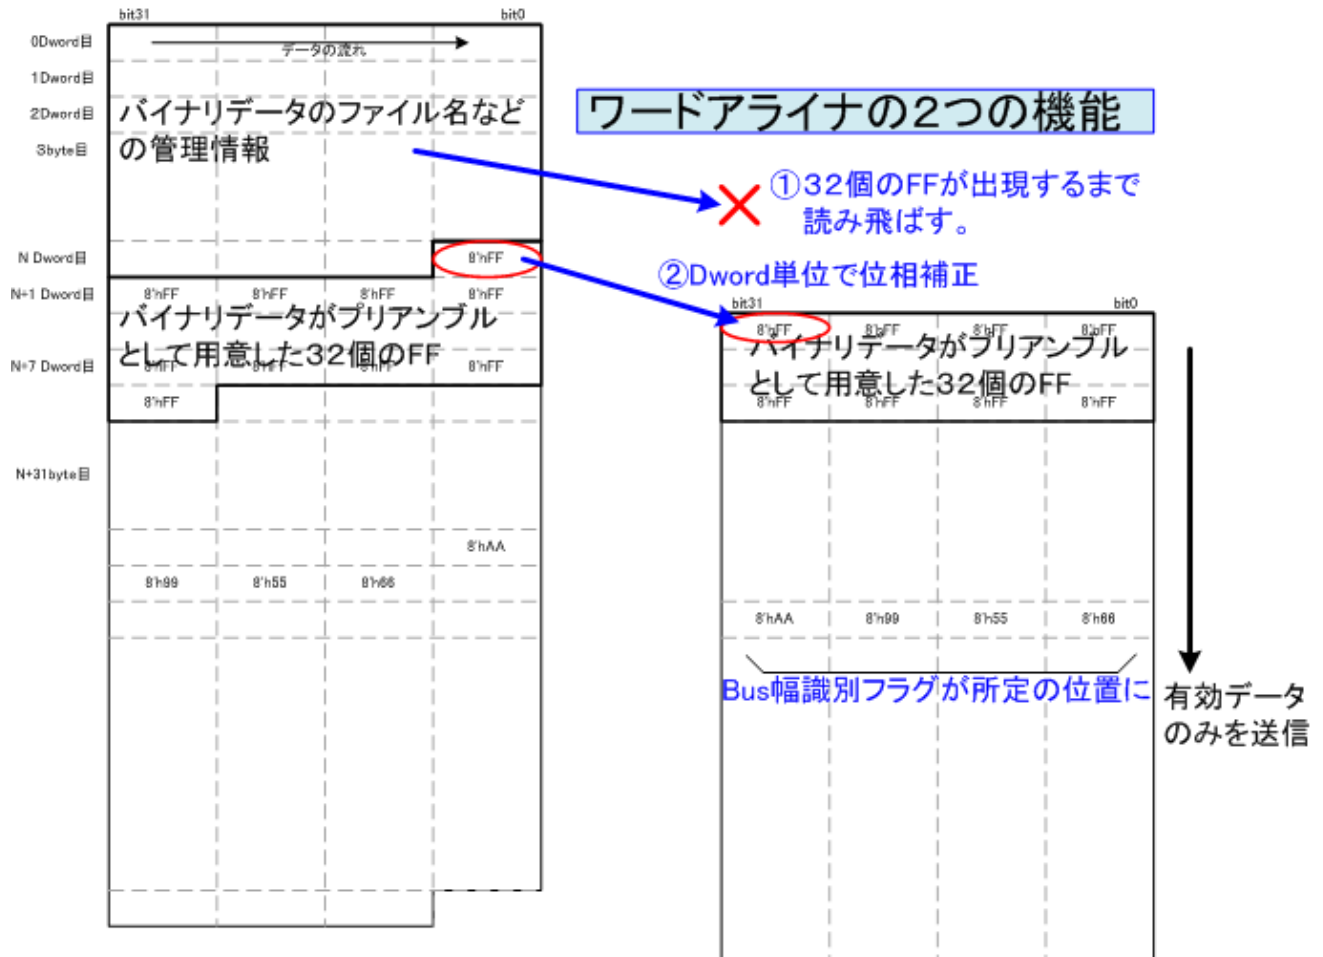 bit31 bit0
0Dword目
データの流れ
1Dword目
2Dword目
3byte目
バイナリデータのファイル名など
の管理情報
ワードアライナの２つの機能
①３２個のFFが出現するまで
読み飛ばす。
②Dword単位で位相補正
N Dword目
8'hFF
N+1 Dword目
8'hFF 8'hFF 8'hFF 8'hFF
バイナリデータがプリアンブル
として用意した３２個のFF
N+7 Dword目
8'hFF 8'hFF 8'hFF 8'hFF
8'hFF
N+31byte目
8'hAA
8'h99 8'h55 8'h66
bit31 bit0
8'hFF 8'hFF 8'hFF 8'hFF
バイナリデータがプリアンブル
として用意した３２個のFF
8'hFF 8'hFF 8'hFF 8'hFF
8'hAA 8'h99 8'h55 8'h66
Bus幅識別フラグが所定の位置に
有効データ
のみを送信